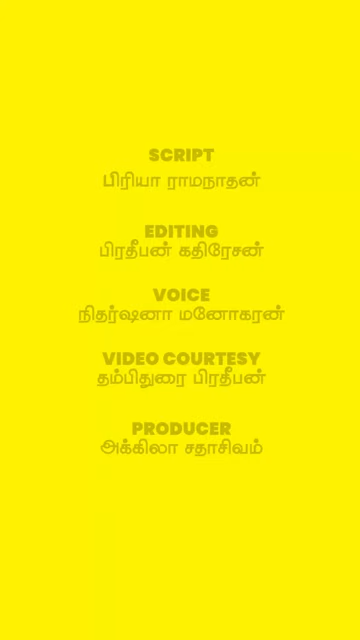 SCRIPT
பிரியா ராமநாதன்
EDITING
பிரதீபன் கதிரேசன்
VOICE
நிதர்ஷனா மனோகரன்
VIDEO COURTESY
தம்பிதுரை பிரதீபன்
PRODUCER
அக்கிலா சதாசிவம்